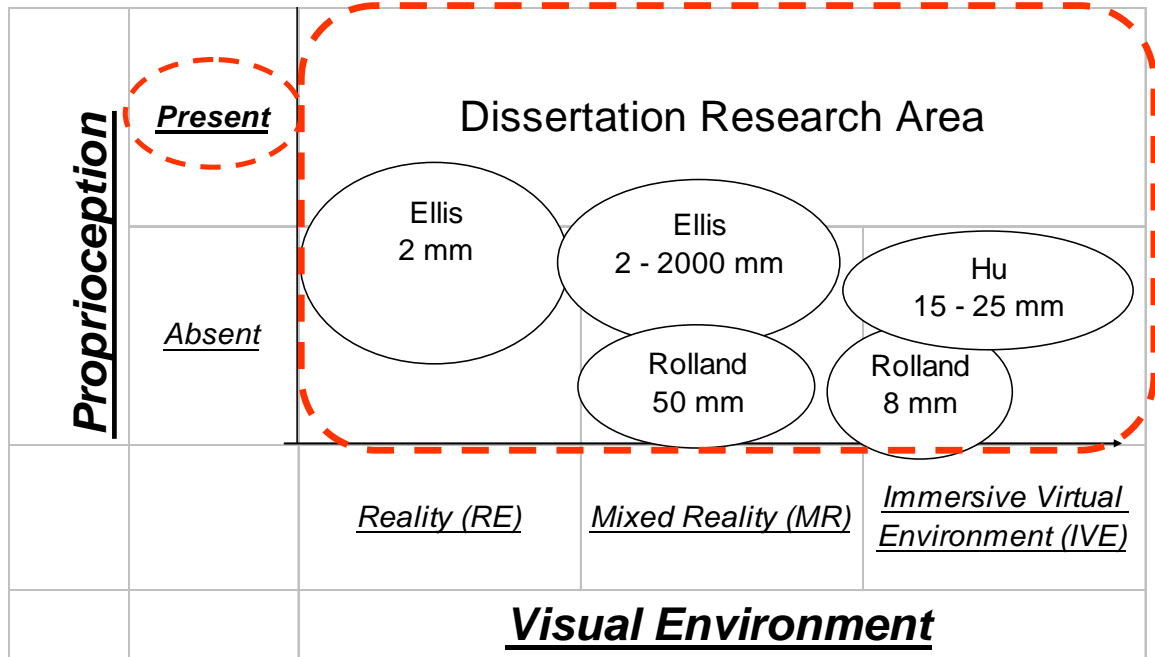 Proprioception
Present
Dissertation Research Area
Ellis
2 mm
Ellis
2 - 2000 mm
Hu
15 - 25 mm
Absent
Rolland
50 mm
Rolland
8 mm
Reality (RE)
Mixed Reality (MR)
Immersive Virtual
Environment (IVE)
Visual Environment